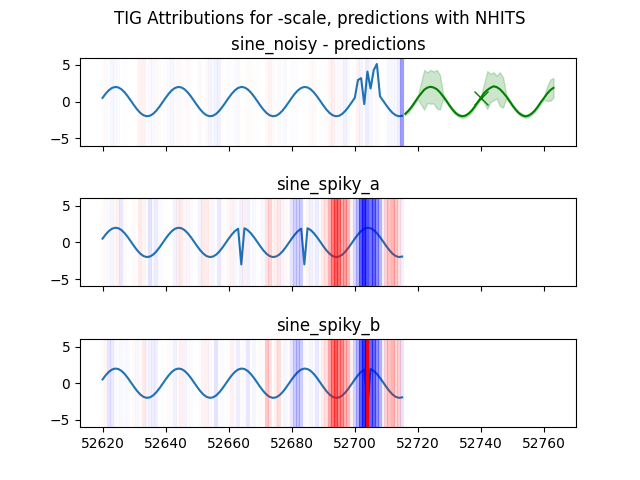 TIG Attributions for -scale, predictions with NHITS
sine_noisy - predictions
5
0
−5
sine_spiky_a
5
0
−5
sine_spiky_b
5
0
−5
52620 52640 52660 52680 52700 52720 52740 52760